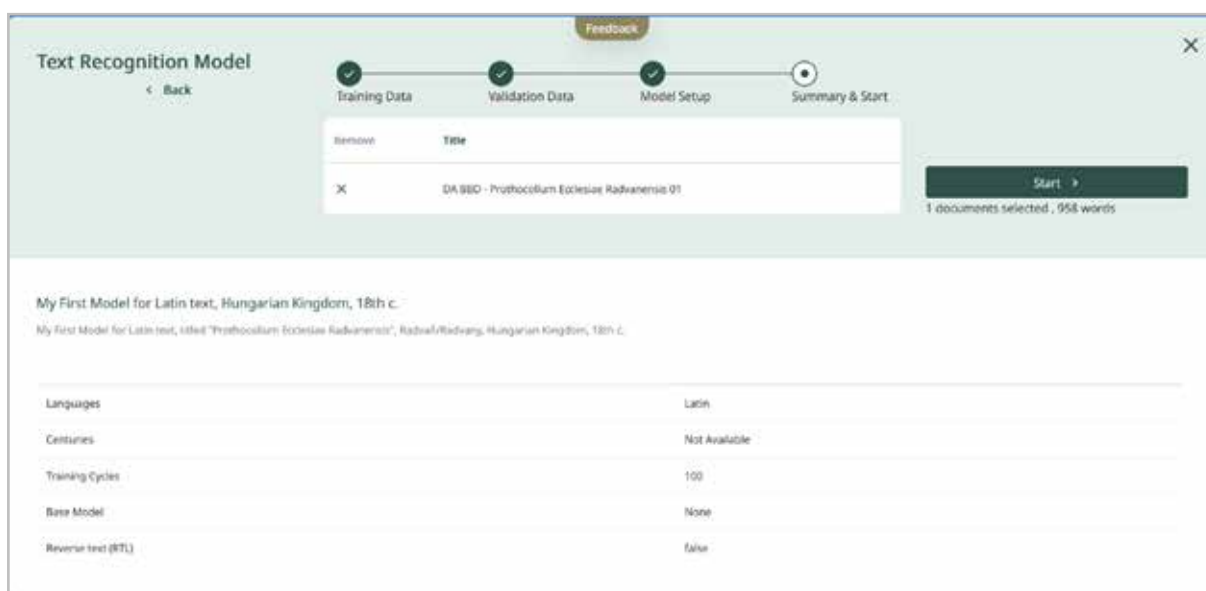 Feedback
Text Recognition Model
< Back
Training Data
Validation Data
Model Setup
Summary & Start
Remove Title
DA BBD - Prothocollum Ecclesiae Radvanensis 01
Start >
1 documents selected , 958 words
My First Model for Latin text, Hungarian Kingdom, 18th c.
My First Model for Latin text, titled "Prothocollum Ecclesiae Radvanensis", Radvaň/Radvany, Hungarian Kingdom, 18th c.
Languages Latin
Centuries Not Available
Training Cycles 100
Base Model None
Reverse text (RTL) false